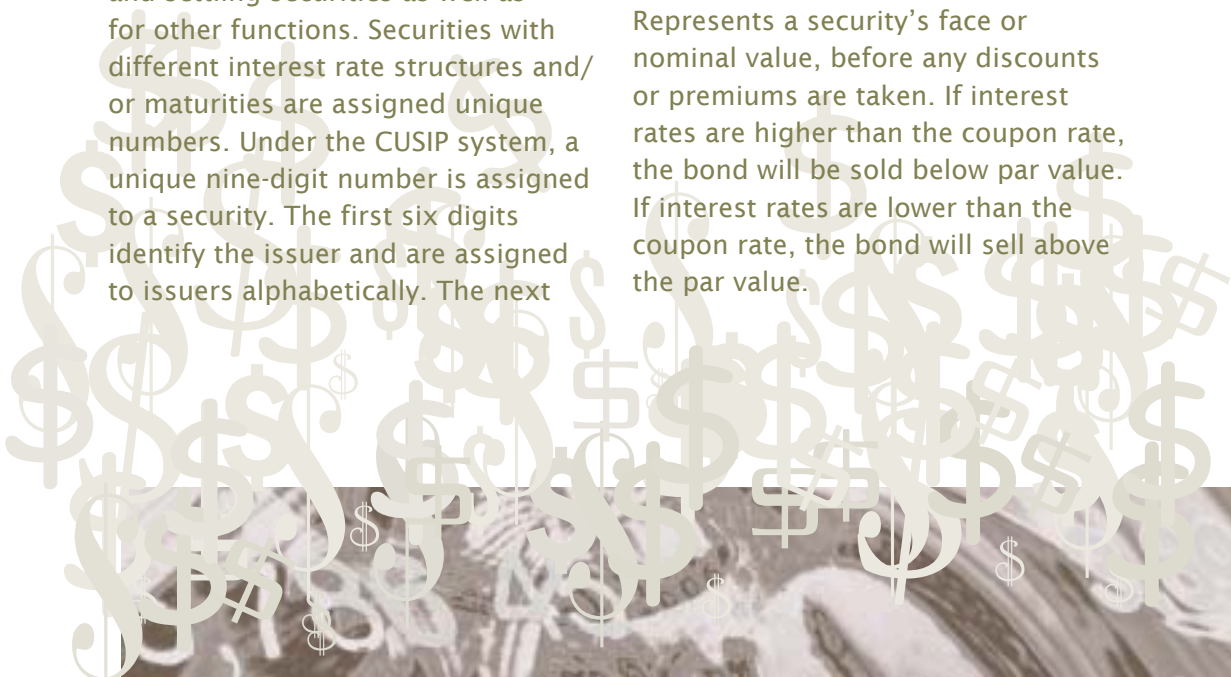 and settling securities as well as
for other functions. Securities with
different interest rate structures and/
or maturities are assigned unique
numbers. Under the CUSIP system, a
unique nine-digit number is assigned
to a security. The first six digits
identify the issuer and are assigned
to issuers alphabetically. The next
Represents a security’s face or
nominal value, before any discounts
or premiums are taken. If interest
rates are higher than the coupon rate,
the bond will be sold below par value.
If interest rates are lower than the
coupon rate, the bond will sell above
the par value.